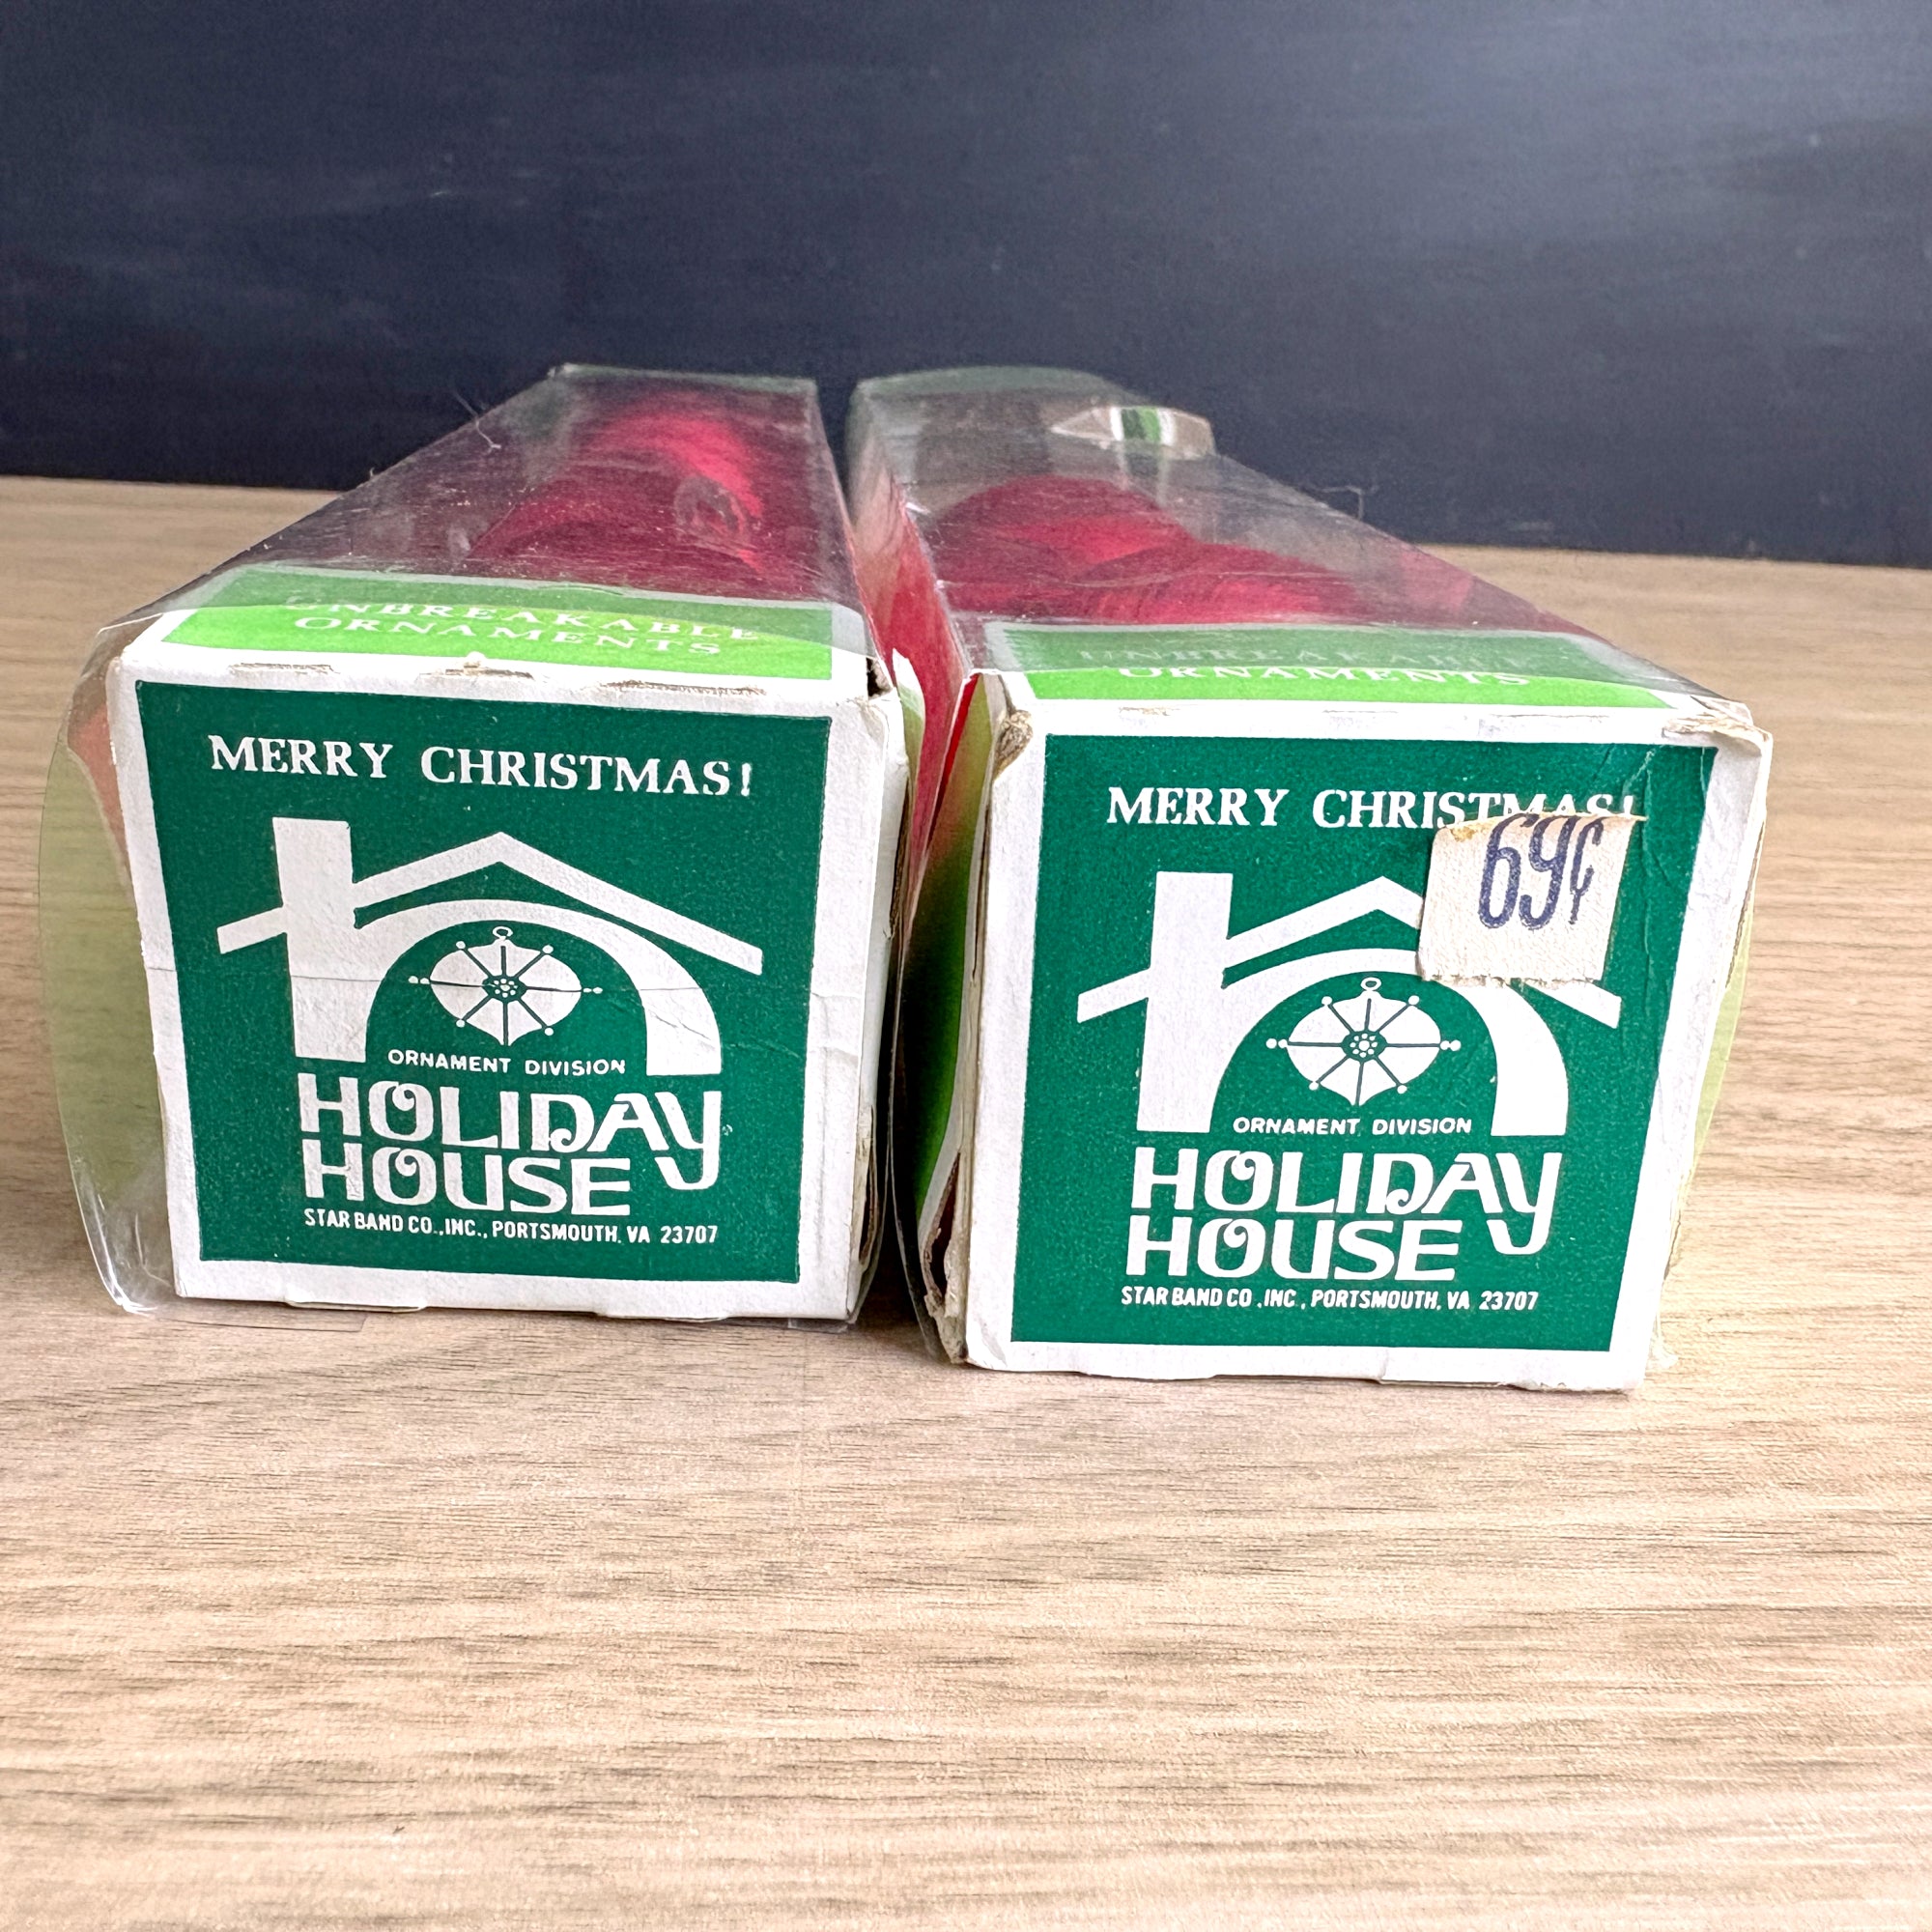 UNBREAKABLE
ORNAMENTS
MERRY CHRISTMAS!
ORNAMENT DIVISION
HOLIDAY
HOUSE
STAR BAND CO., INC., PORTSMOUTH, VA 23707
UNBREAKABLE
ORNAMENTS
MERRY CHRISTMAS!
69¢
ORNAMENT DIVISION
HOLIDAY
HOUSE
STAR BAND CO., INC., PORTSMOUTH, VA 23707